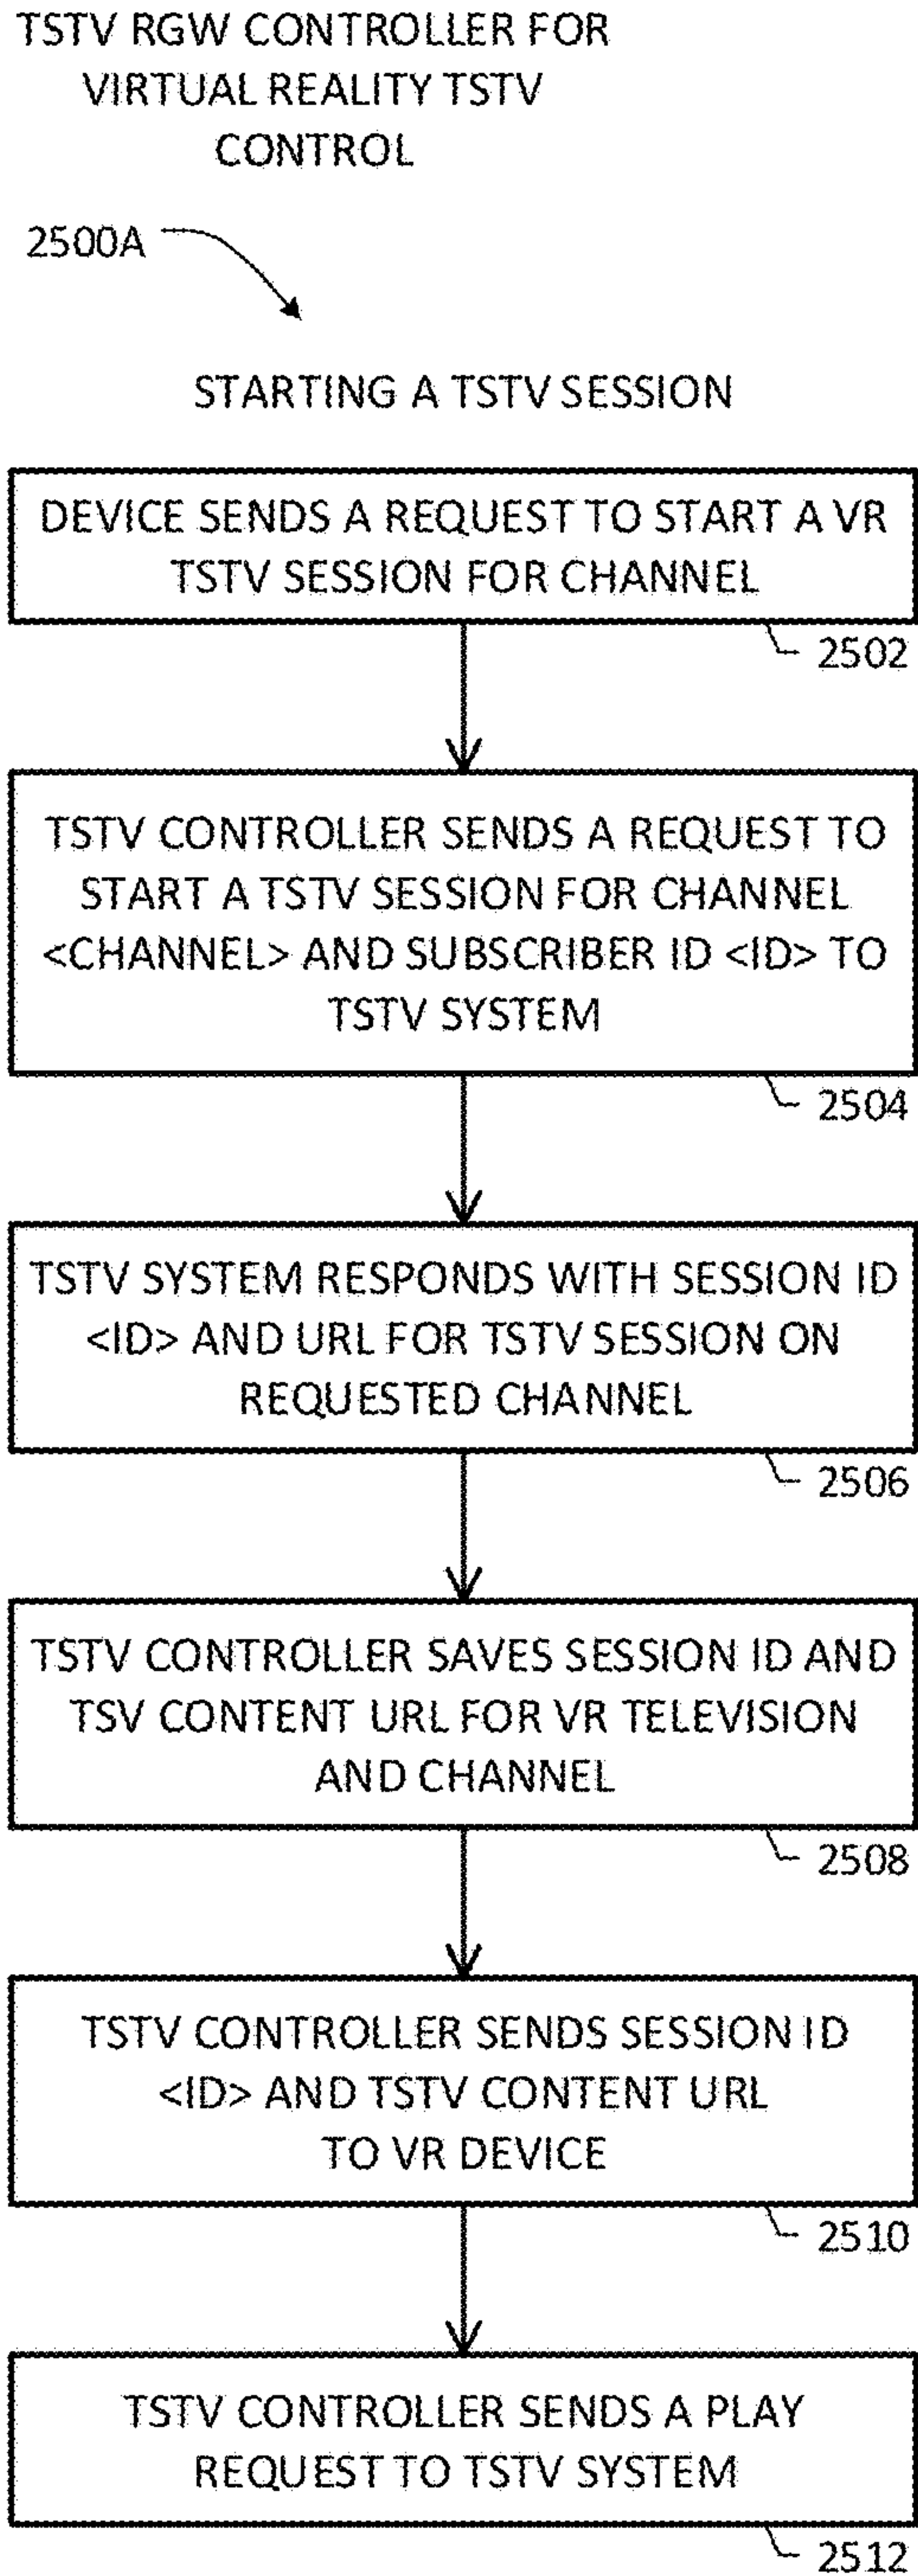 TSTV RGW CONTROLLER FOR
VIRTUAL REALITY TSTV
CONTROL
2500A
STARTING A TSTV SESSION
DEVICE SENDS A REQUEST TO START A VR
TSTV SESSION FOR CHANNEL
2502
TSTV CONTROLLER SENDS A REQUEST TO
START A TSTV SESSION FOR CHANNEL
<CHANNEL> AND SUBSCRIBER ID <ID> TO
TSTV SYSTEM
2504
TSTV SYSTEM RESPONDS WITH SESSION ID
<ID> AND URL FOR TSTV SESSION ON
REQUESTED CHANNEL
2506
TSTV CONTROLLER SAVES SESSION ID AND
TSV CONTENT URL FOR VR TELEVISION
AND CHANNEL
2508
TSTV CONTROLLER SENDS SESSION ID
<ID> AND TSTV CONTENT URL
TO VR DEVICE
2510
TSTV CONTROLLER SENDS A PLAY
REQUEST TO TSTV SYSTEM
2512